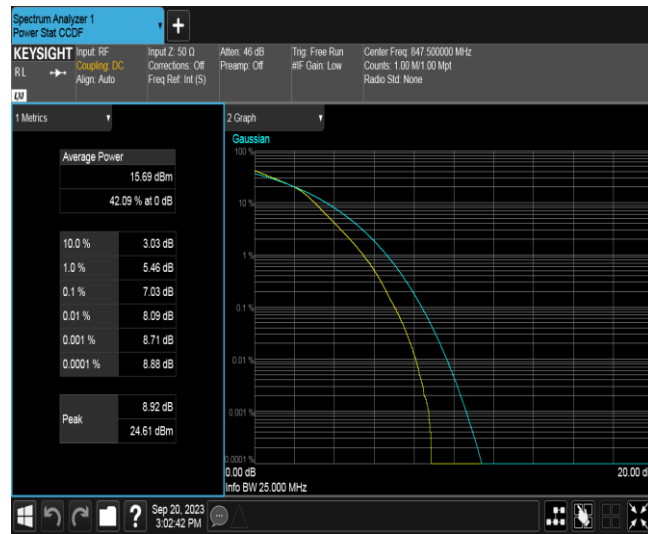 Spectrum Analyzer 1
Power Stat CCDF
+
KEYSIGHT
RL
LXI
Input: RF
Coupling: DC
Align: Auto
Input Z: 50 Ω
Corrections: Off
Freq Ref: Int (S)
Atten: 46 dB
Preamp: Off
Trig: Free Run
#IF Gain: Low
Center Freq: 847.500000 MHz
Counts: 1.00 M/1.00 Mpt
Radio Std: None
1 Metrics
Average Power
15.69 dBm
42.09 % at 0 dB
10.0 % 3.03 dB
1.0 % 5.46 dB
0.1 % 7.03 dB
0.01 % 8.09 dB
0.001 % 8.71 dB
0.0001 % 8.88 dB
Peak
8.92 dB
24.61 dBm
2 Graph
Gaussian
100 %
10 %
1 %
0.1 %
0.01 %
0.001 %
0.0001 %
0.00 dB
20.00 d
Info BW 25.000 MHz
?
Sep 20, 2023
3:02:42 PM